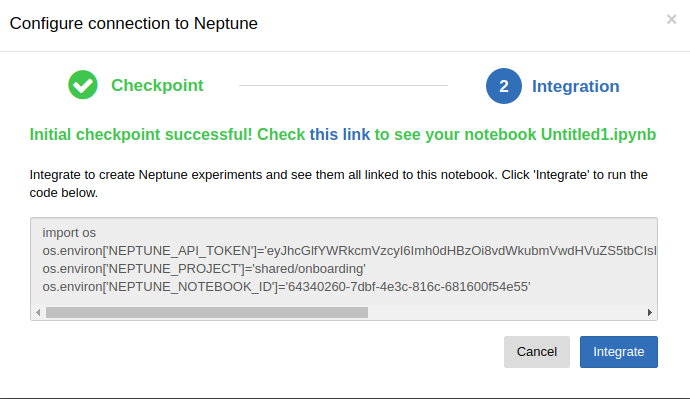 Configure connection to Neptune
×
Checkpoint
2 Integration
Initial checkpoint successful! Check this link to see your notebook Untitled1.ipynb
Integrate to create Neptune experiments and see them all linked to this notebook. Click 'Integrate' to run the
code below.
import os
os.environ['NEPTUNE_API_TOKEN']='eyJhcGlfYWRkcmVzcyI6Imh0dHBzOi8vdWkubmVwdHVuZS5tbCIsI
os.environ['NEPTUNE_PROJECT']='shared/onboarding'
os.environ['NEPTUNE_NOTEBOOK_ID']='64340260-7dbf-4e3c-816c-681600f54e55'
Cancel Integrate